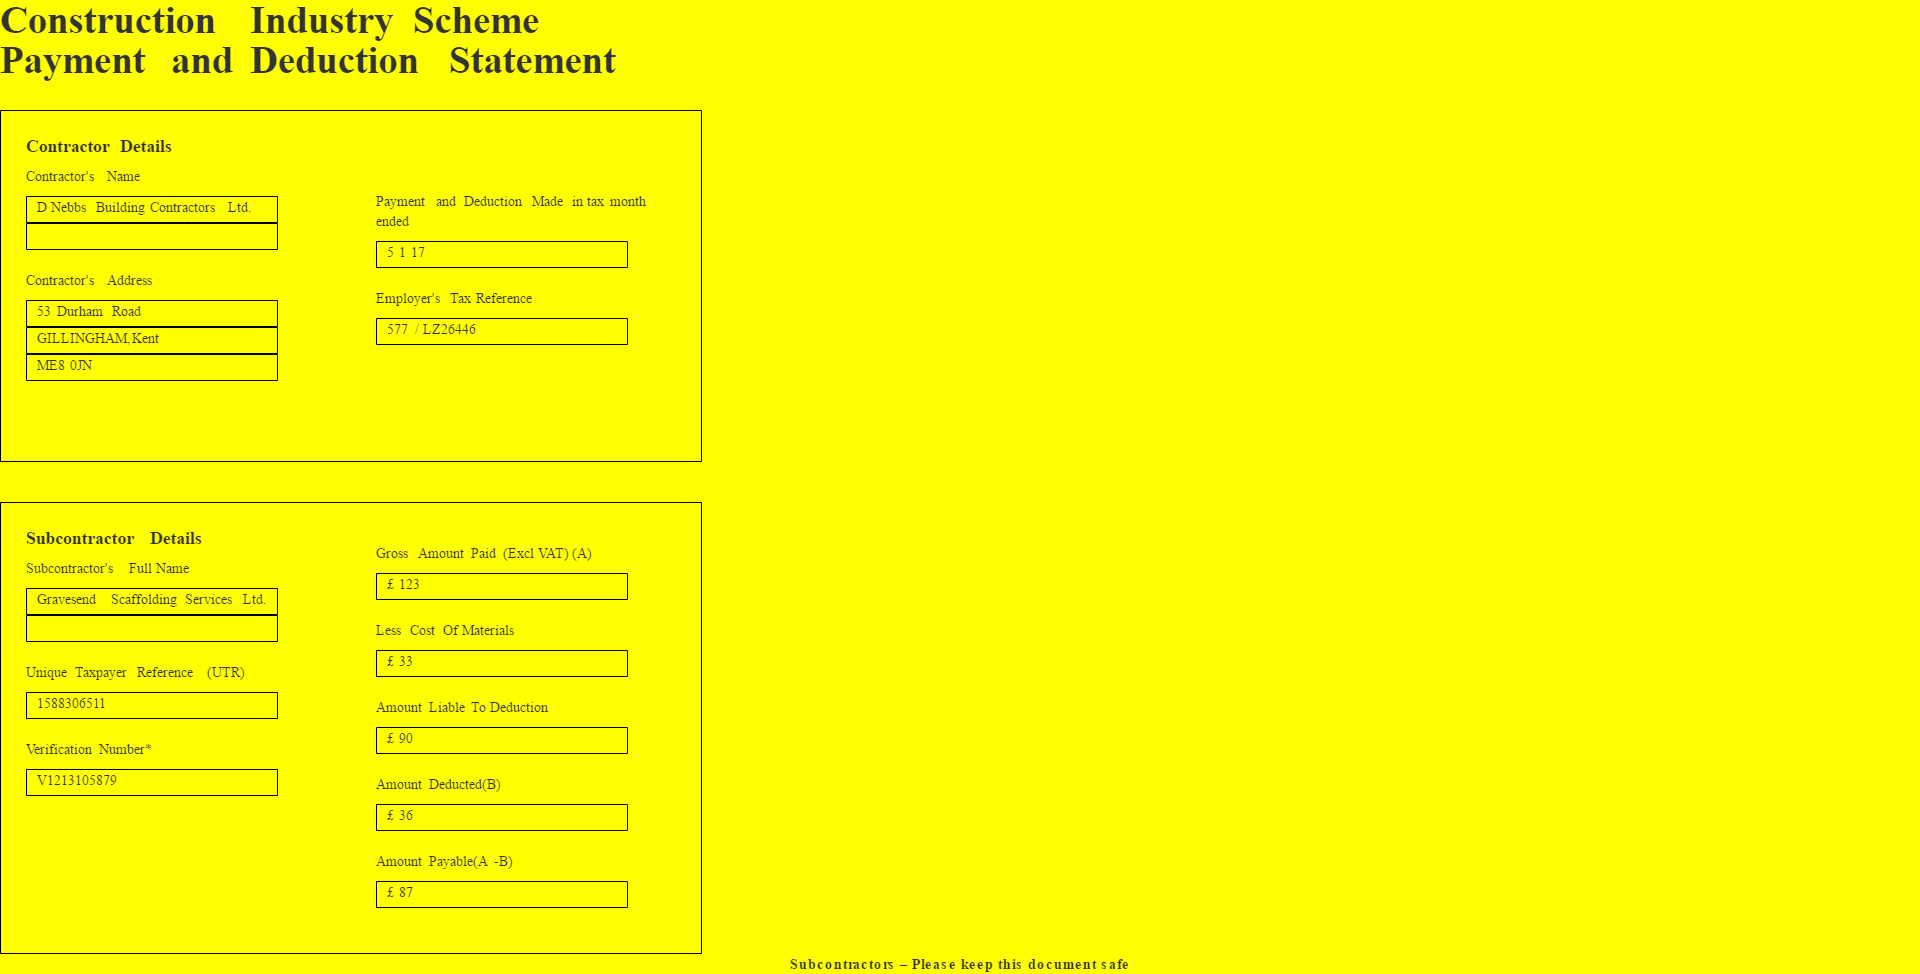 Construction Industry Scheme
Payment and Deduction Statement
Contractor Details
Contractor's Name
D Nebbs Building Contractors Ltd.
Contractor's Address
53 Durham Road
GILLINGHAM, Kent
ME8 0JN
Payment and Deduction Made in tax month
ended
5 1 17
Employer's Tax Reference
577 / LZ26446
Subcontractor Details
Subcontractor's Full Name
Gravesend Scaffolding Services Ltd.
Unique Taxpayer Reference (UTR)
1588306511
Verification Number*
V1213105879
Gross Amount Paid (Excl VAT) (A)
£ 123
Less Cost Of Materials
£ 33
Amount Liable To Deduction
£ 90
Amount Deducted(B)
£ 36
Amount Payable(A -B)
£ 87
Subcontractors – Please keep this document safe